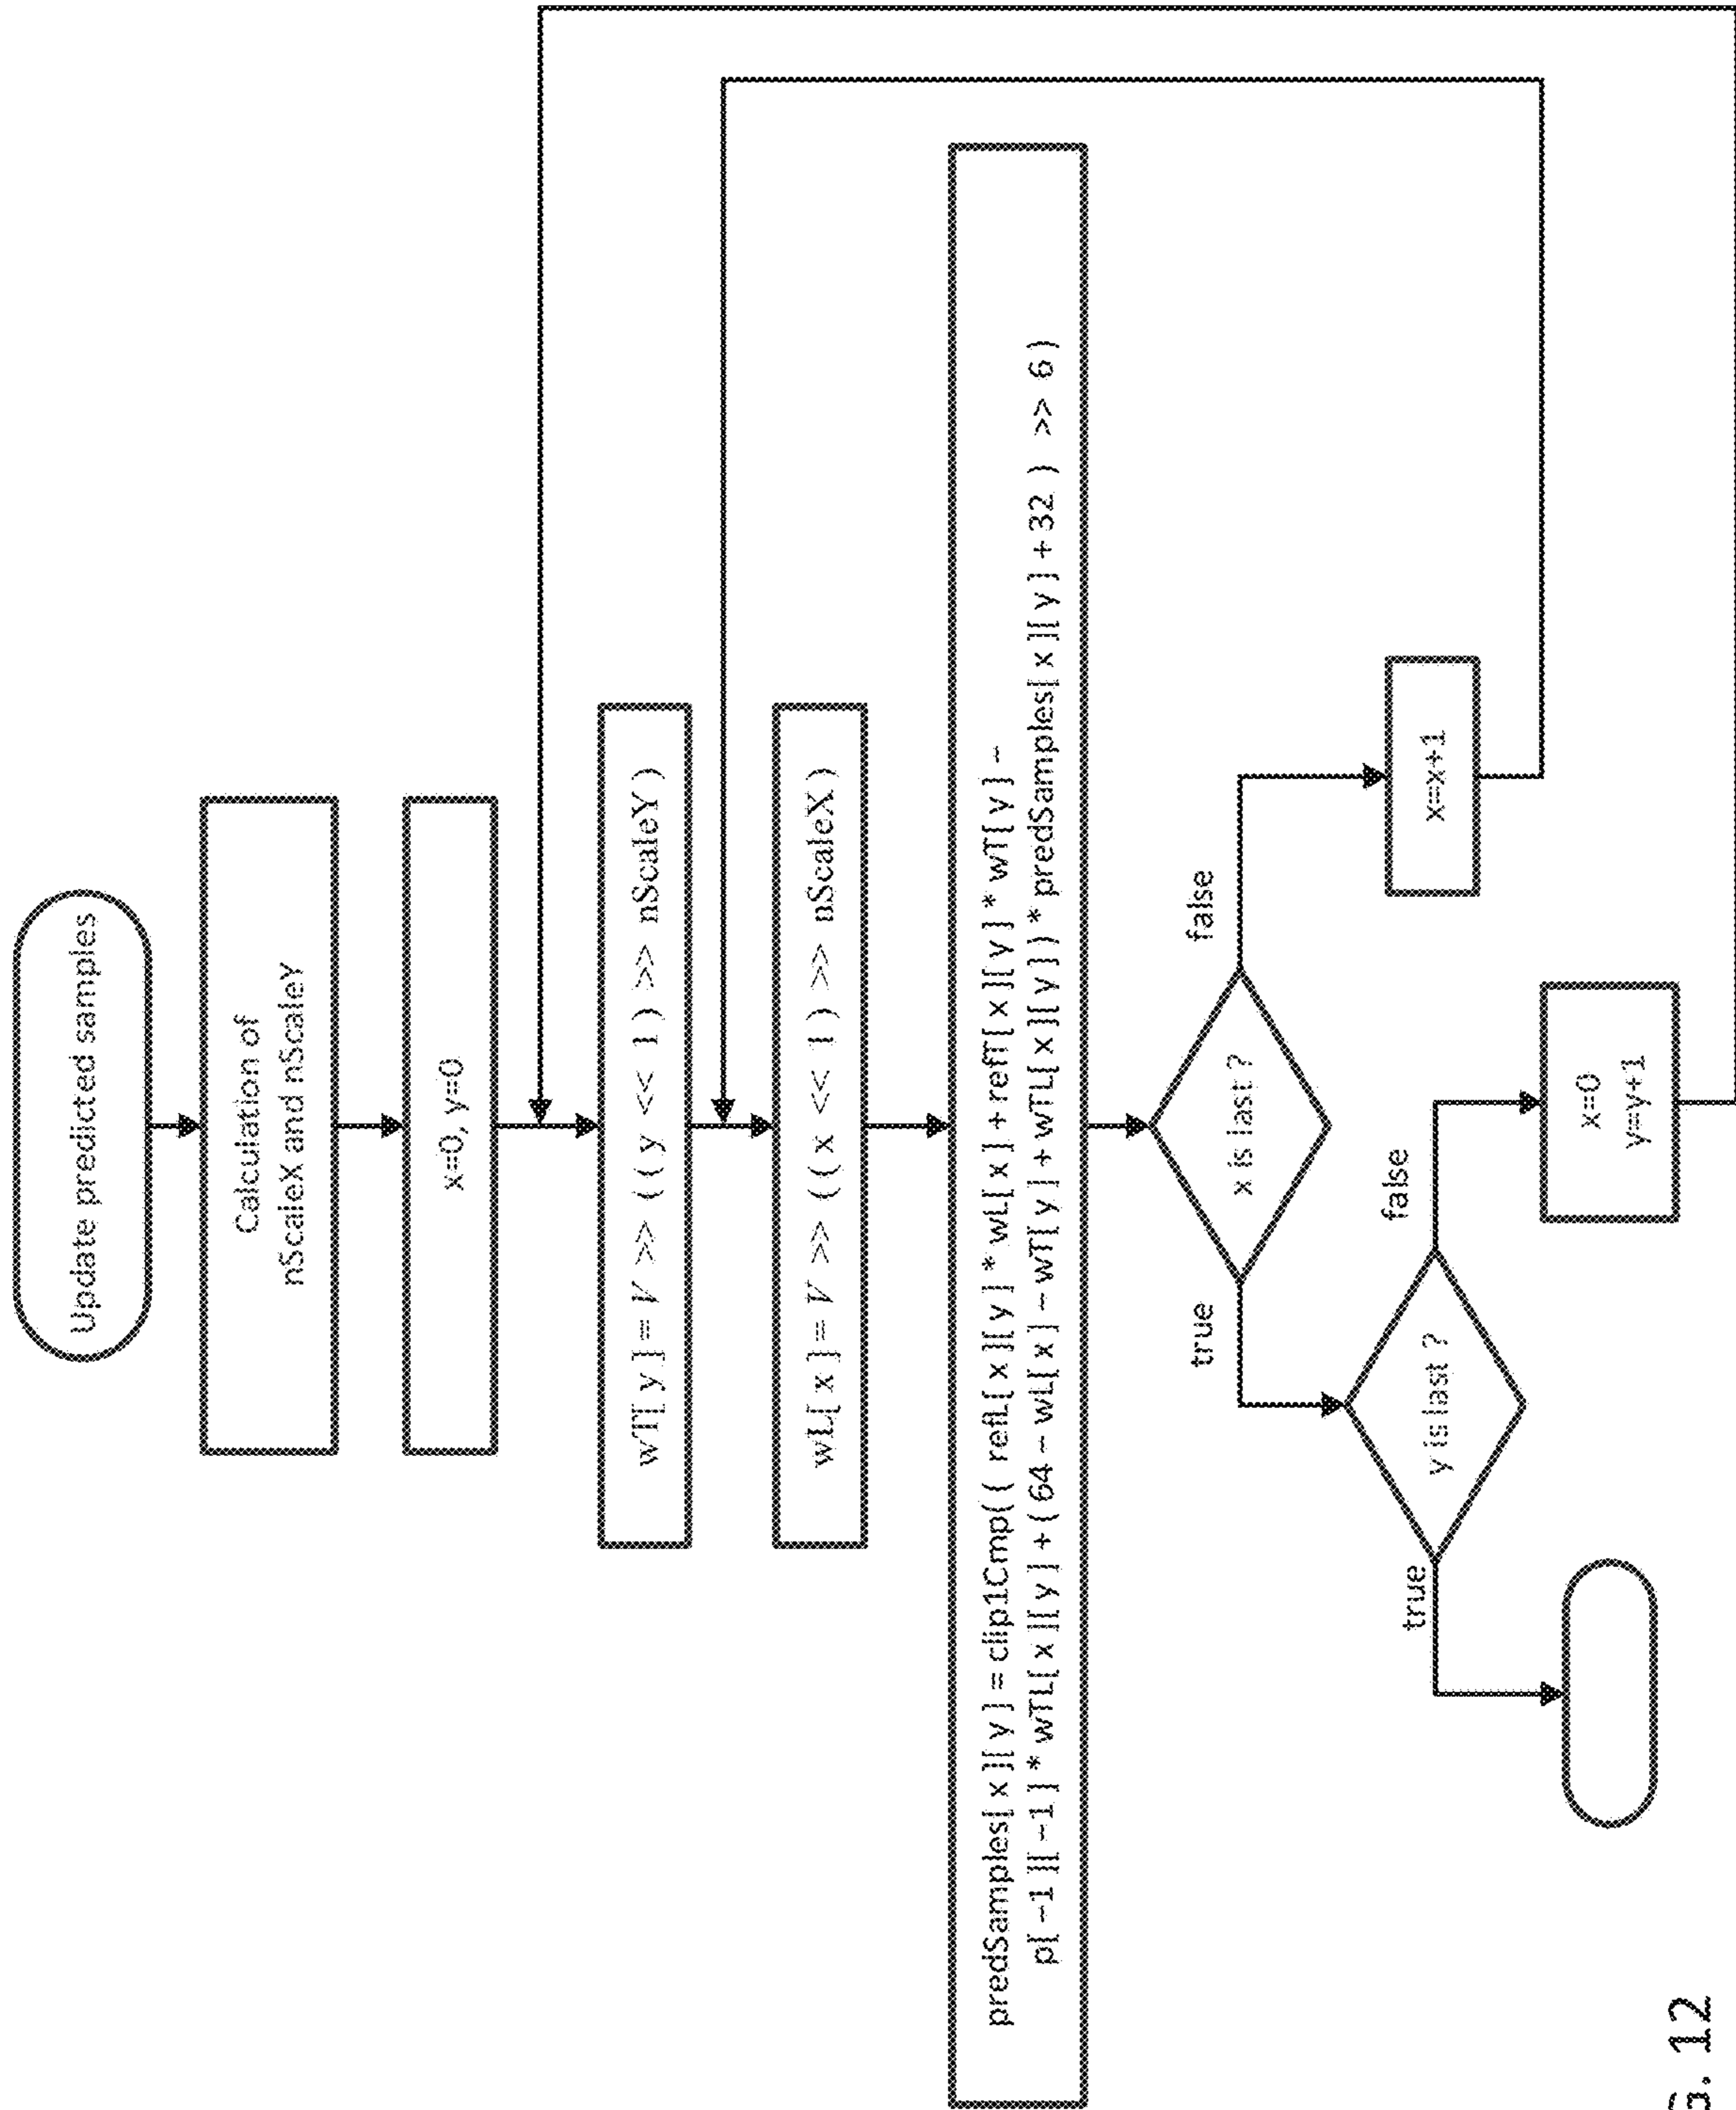 Update predicted samples
Calculation of
nScaleX and nScaleY
x=0, y=0
wT[ y ] = V >> ( ( y << 1 ) >> nScaleY )
wL[ x ] = V >> ( ( x << 1 ) >> nScaleX )
predSamples[ x ][ y ] = clip1Cmp( ( refL[ x ][ y ] * wL[ x ] + refT[ x ][ y ] * wT[ y ] –
p[ –1 ][ –1 ] * wTL[ x ][ y ] + ( 64 – wL[ x ] – wT[ y ] + wTL[ x ][ y ] ) * predSamples[ x ][ y ] + 32 ) >> 6 )
x is last ?
true
false
x=x+1
y is last ?
true
false
x=0
y=y+1
G. 12